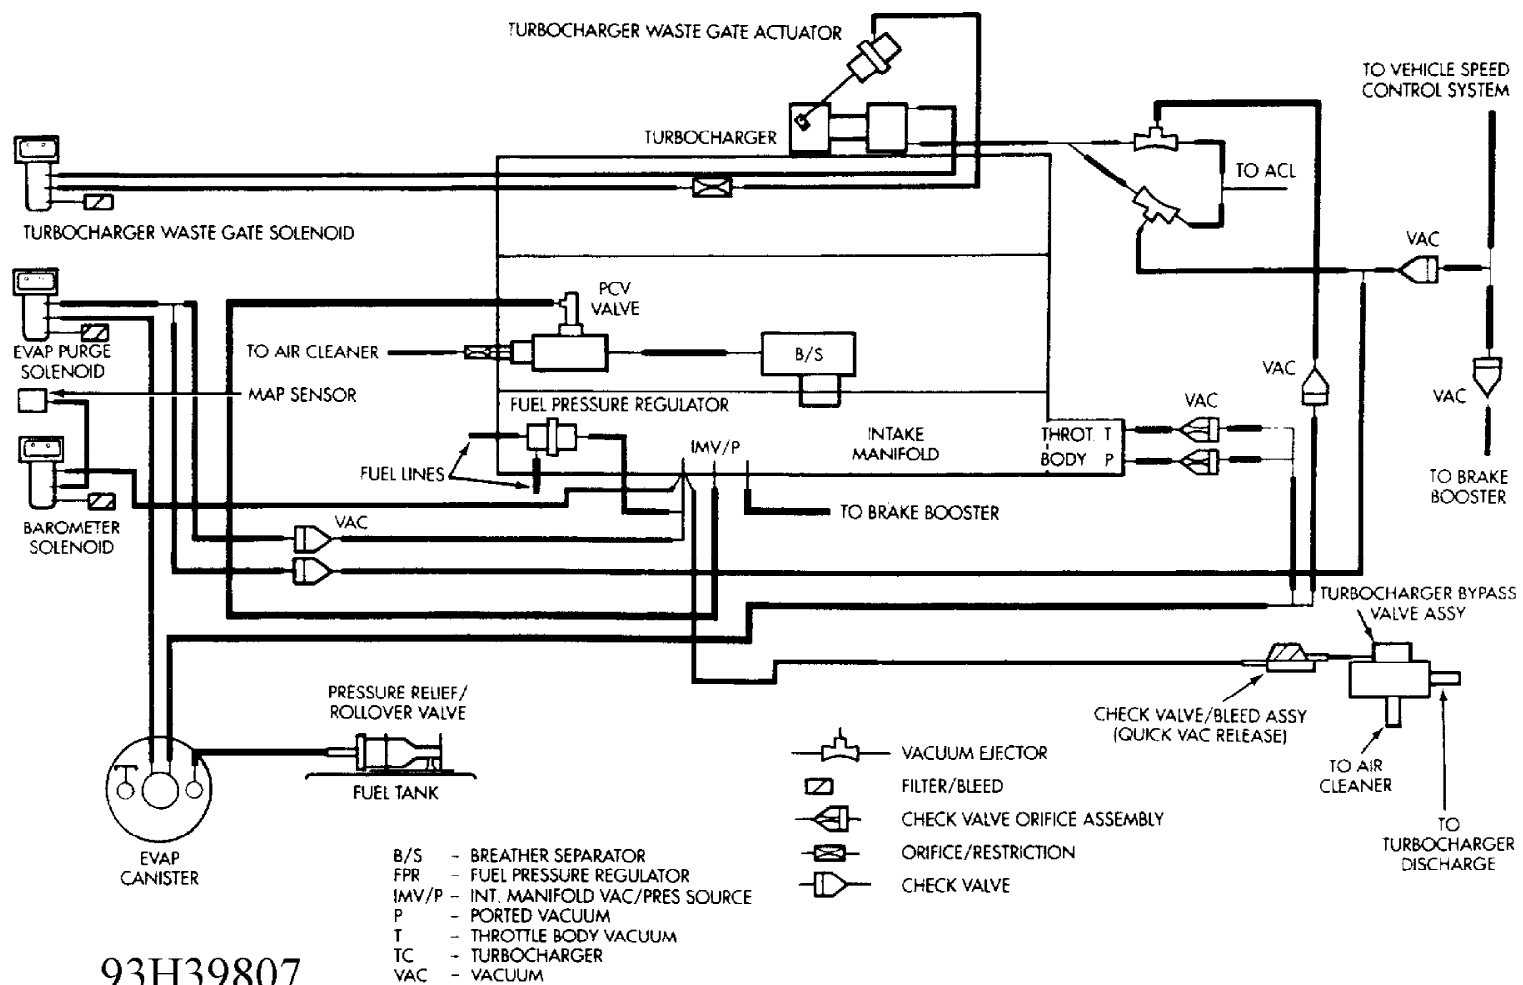 TURBOCHARGER WASTE GATE ACTUATOR
TO VEHICLE SPEED
CONTROL SYSTEM
TURBOCHARGER
TO ACL
TURBOCHARGER WASTE GATE SOLENOID
VAC
PCV
VALVE
EVAP PURGE
SOLENOID
TO AIR CLEANER
B/S
VAC
VAC
MAP SENSOR
FUEL PRESSURE REGULATOR
VAC
INTAKE
MANIFOLD
THROT. T
BODY P
IMV/P
FUEL LINES
TO BRAKE
BOOSTER
TO BRAKE BOOSTER
BAROMETER
SOLENOID
VAC
TURBOCHARGER BYPASS
VALVE ASSY
PRESSURE RELIEF/
ROLLOVER VALVE
CHECK VALVE/BLEED ASSY
(QUICK VAC RELEASE)
FUEL TANK
TO AIR
CLEANER
TO
TURBOCHARGER
DISCHARGE
EVAP
CANISTER
VACUUM EJECTOR
FILTER/BLEED
CHECK VALVE ORIFICE ASSEMBLY
ORIFICE/RESTRICTION
CHECK VALVE
B/S - BREATHER SEPARATOR
FPR - FUEL PRESSURE REGULATOR
IMV/P - INT. MANIFOLD VAC/PRES SOURCE
P - PORTED VACUUM
T - THROTTLE BODY VACUUM
TC - TURBOCHARGER
VAC - VACUUM
93H39807